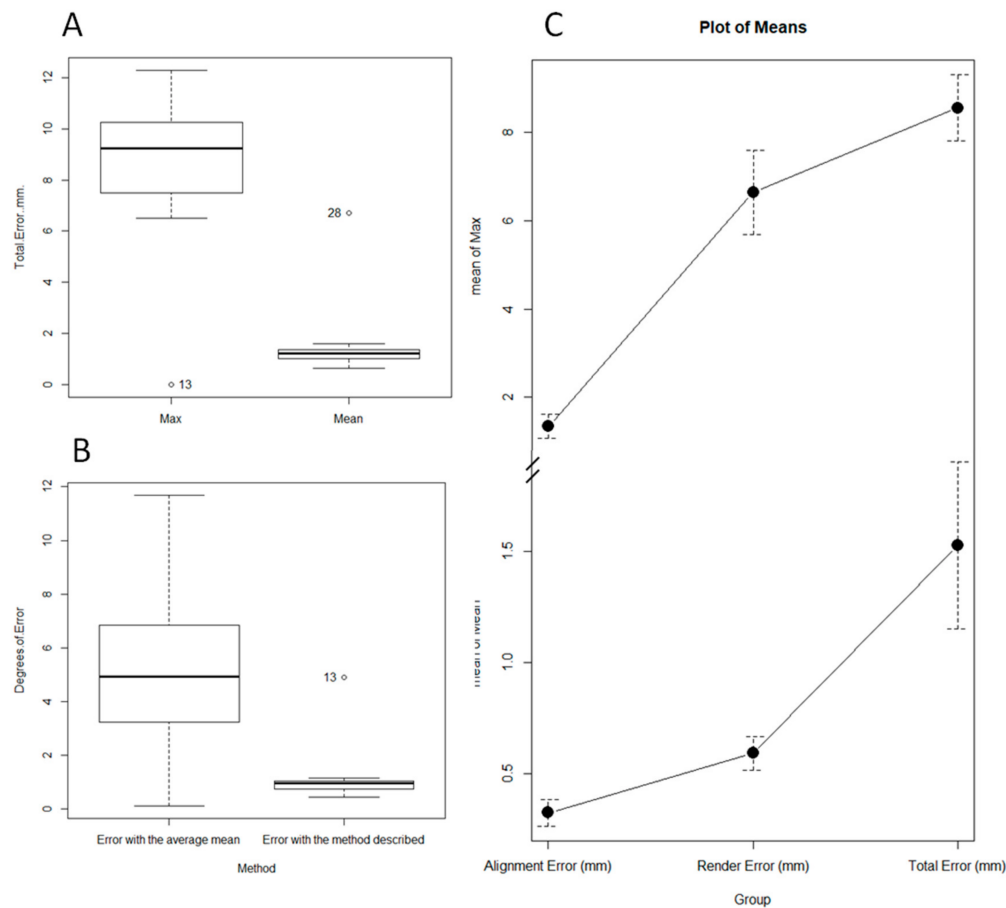 A
Total.Error..mm.
12
10
8
6
4
2
0
28
13
Max
Mean
B
Degrees.of.Error
12
10
8
6
4
2
0
13
Error with the average mean
Error with the method described
Method
C
Plot of Means
mean of Max
8
6
4
2
mean of Mean
1.5
1.0
0.5
Alignment Error (mm)
Render Error (mm)
Total Error (mm)
Group